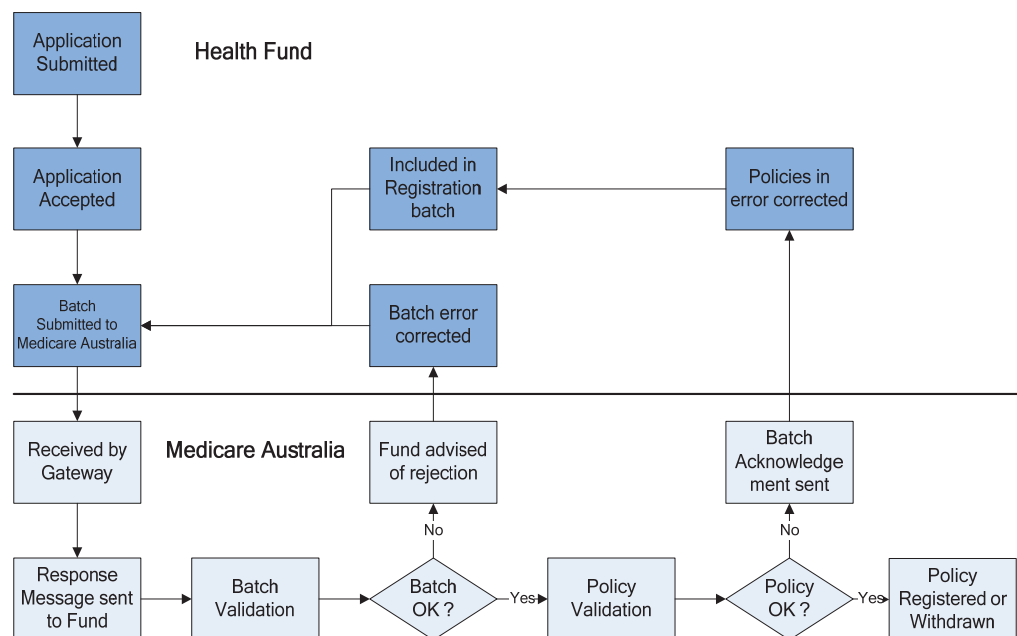 Application
Submitted
Health Fund
Application
Accepted
Included in
Registration
batch
Policies in
error corrected
Batch
Submitted to
Medicare Australia
Batch error
corrected
Received by
Gateway
Medicare Australia
Fund advised
of rejection
Batch
Acknowledge
ment sent
No
No
Response
Message sent
to Fund
Batch
Validation
Batch
OK ?
Yes
Policy
Validation
Policy
OK ?
Yes
Policy
Registered or
Withdrawn